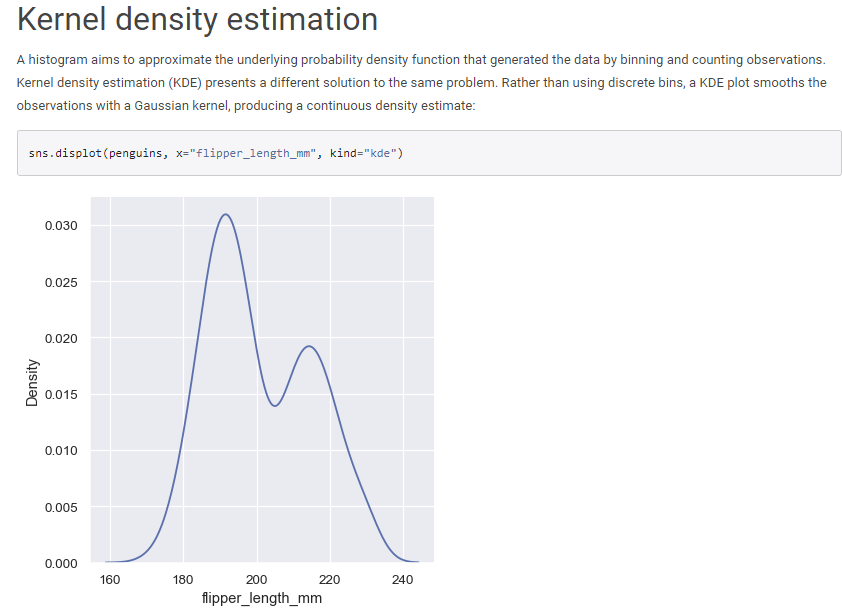 Kernel density estimation
A histogram aims to approximate the underlying probability density function that generated the data by binning and counting observations.
Kernel density estimation (KDE) presents a different solution to the same problem. Rather than using discrete bins, a KDE plot smooths the
observations with a Gaussian kernel, producing a continuous density estimate:
sns.displot(penguins, x="flipper_length_mm", kind="kde")
0.030
0.025
0.020
0.015
0.010
0.005
0.000
Density
160 180 200 220 240
flipper_length_mm